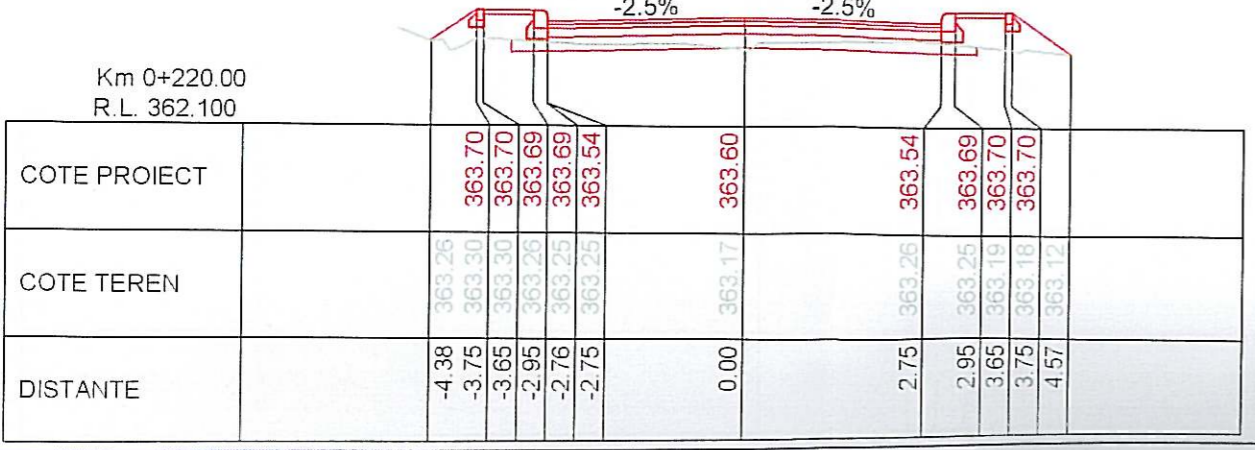 -2.5% -2.5%
Km 0+220.00
R.L. 362.100
COTE PROIECT 363.70 363.70 363.69 363.69 363.54 363.60 363.54 363.69 363.70 363.70
COTE TEREN 363.26 363.30 363.30 363.26 363.25 363.25 363.17 363.26 363.25 363.19 363.18 363.12
DISTANTE -4.38 -3.75 -3.65 -2.95 -2.76 -2.75 0.00 2.75 2.95 3.65 3.75 4.57